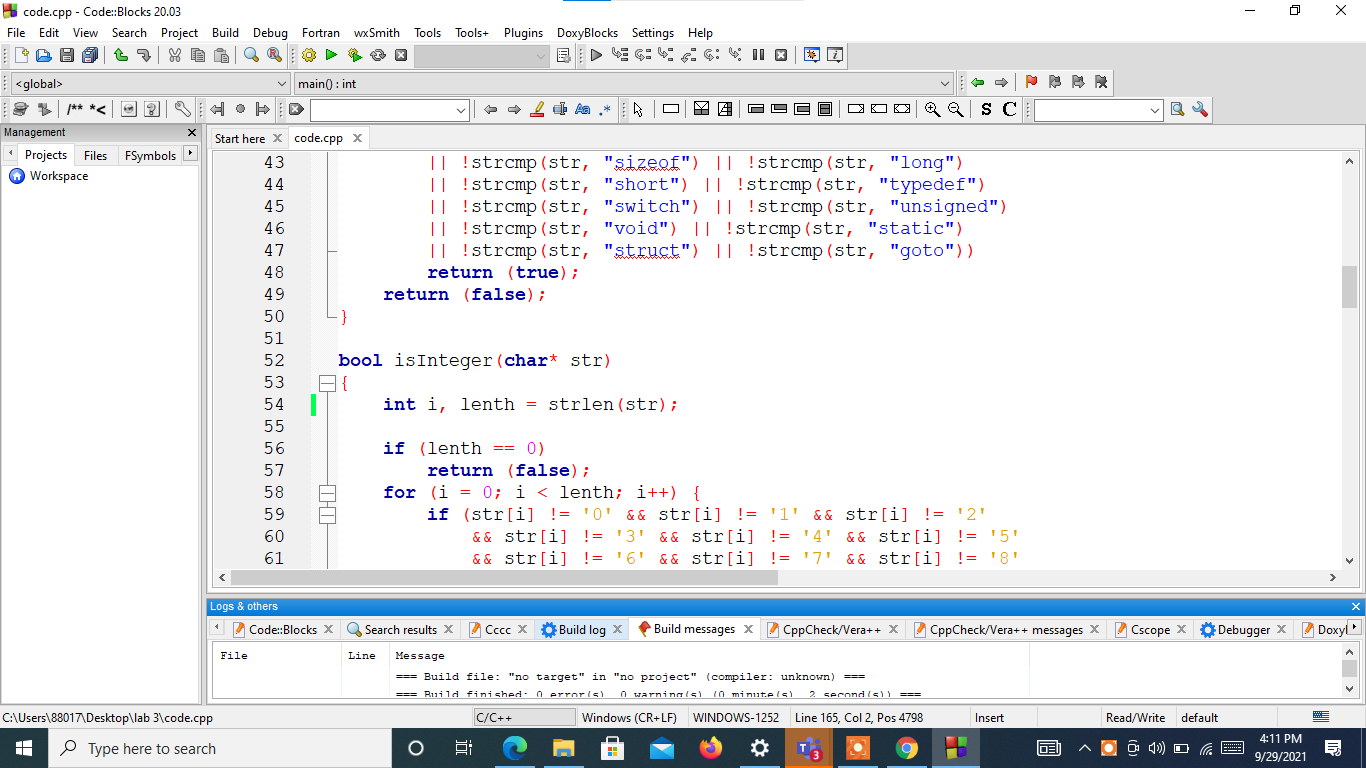 code.cpp - Code::Blocks 20.03
File Edit View Search Project Build Debug Fortran wxSmith Tools Tools+ Plugins DoxyBlocks Settings Help
<global> main() : int
/** *<
S C
Management
Start here code.cpp
Projects Files FSymbols
Workspace
43 || !strcmp(str, "sizeof") || !strcmp(str, "long")
44 || !strcmp(str, "short") || !strcmp(str, "typedef")
45 || !strcmp(str, "switch") || !strcmp(str, "unsigned")
46 || !strcmp(str, "void") || !strcmp(str, "static")
47 || !strcmp(str, "struct") || !strcmp(str, "goto"))
48 return (true);
49 return (false);
50 }
51
52 bool isInteger(char* str)
53 {
54 int i, lenth = strlen(str);
55
56 if (lenth == 0)
57 return (false);
58 for (i = 0; i < lenth; i++) {
59 if (str[i] != '0' && str[i] != '1' && str[i] != '2'
60 && str[i] != '3' && str[i] != '4' && str[i] != '5'
61 && str[i] != '6' && str[i] != '7' && str[i] != '8'
Logs & others
Code::Blocks Search results Cccc Build log Build messages CppCheck/Vera++ CppCheck/Vera++ messages Cscope Debugger Doxyl
File Line Message
=== Build file: "no target" in "no project" (compiler: unknown) ===
=== Build finished: 0 error(s), 0 warning(s) (0 minute(s), 2 second(s)) ===
C:\Users\88017\Desktop\lab 3\code.cpp C/C++ Windows (CR+LF) WINDOWS-1252 Line 165, Col 2, Pos 4798 Insert Read/Write default
Type here to search
3
4:11 PM
9/29/2021